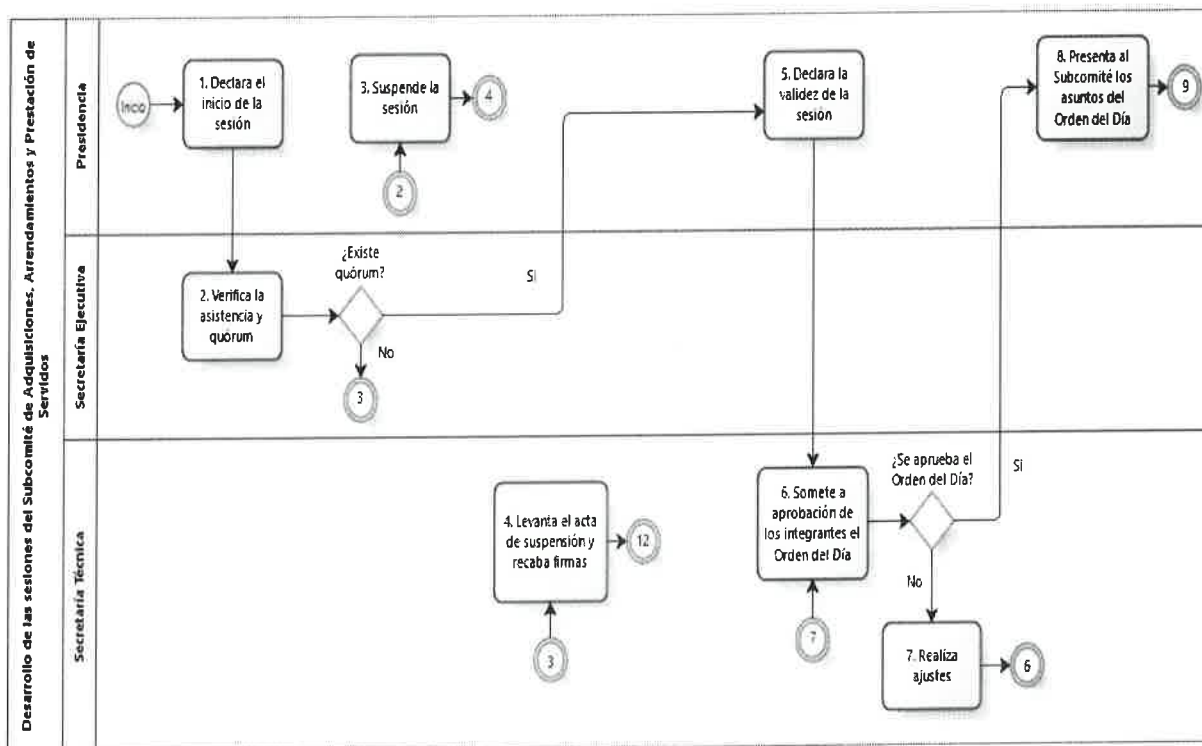 Desarrollo de las sesiones del Subcomité de Adquisiciones, Arrendamientos y Prestación de
Servidos
Presidencia
Inco
1. Declara el
inicio de la
sesión
3. Suspende la
sesión
4
2
5. Declara la
validez de la
sesión
8. Presenta al
Subcomité los
asuntos del
Orden del Día
9
Secretaría Ejecutiva
2. Verifica la
asistencia y
quórum
¿Existe
quórum?
Si
No
3
Secretaría Técnica
4. Levanta el acta
de suspensión y
recaba firmas
12
3
6. Somete a
aprobación de
los integrantes el
Orden del Día
7
¿Se aprueba el
Orden del Día?
Si
No
7. Realiza
ajustes
6